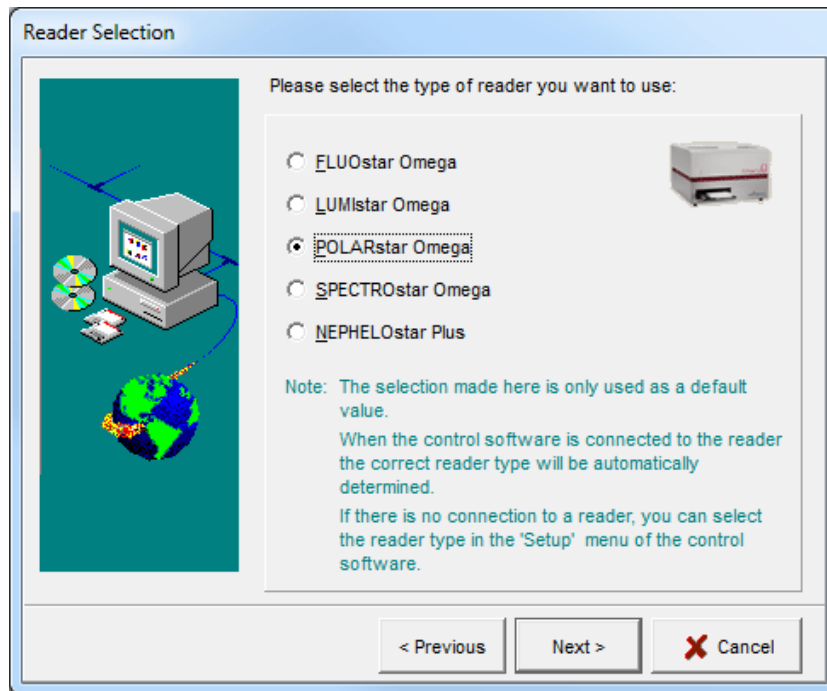 Reader Selection
Please select the type of reader you want to use:
FLUOstar Omega
LUMIstar Omega
POLARstar Omega
SPECTROstar Omega
NEPHELOstar Plus
Note: The selection made here is only used as a default
value.
When the control software is connected to the reader
the correct reader type will be automatically
determined.
If there is no connection to a reader, you can select
the reader type in the 'Setup' menu of the control
software.
< Previous
Next >
Cancel